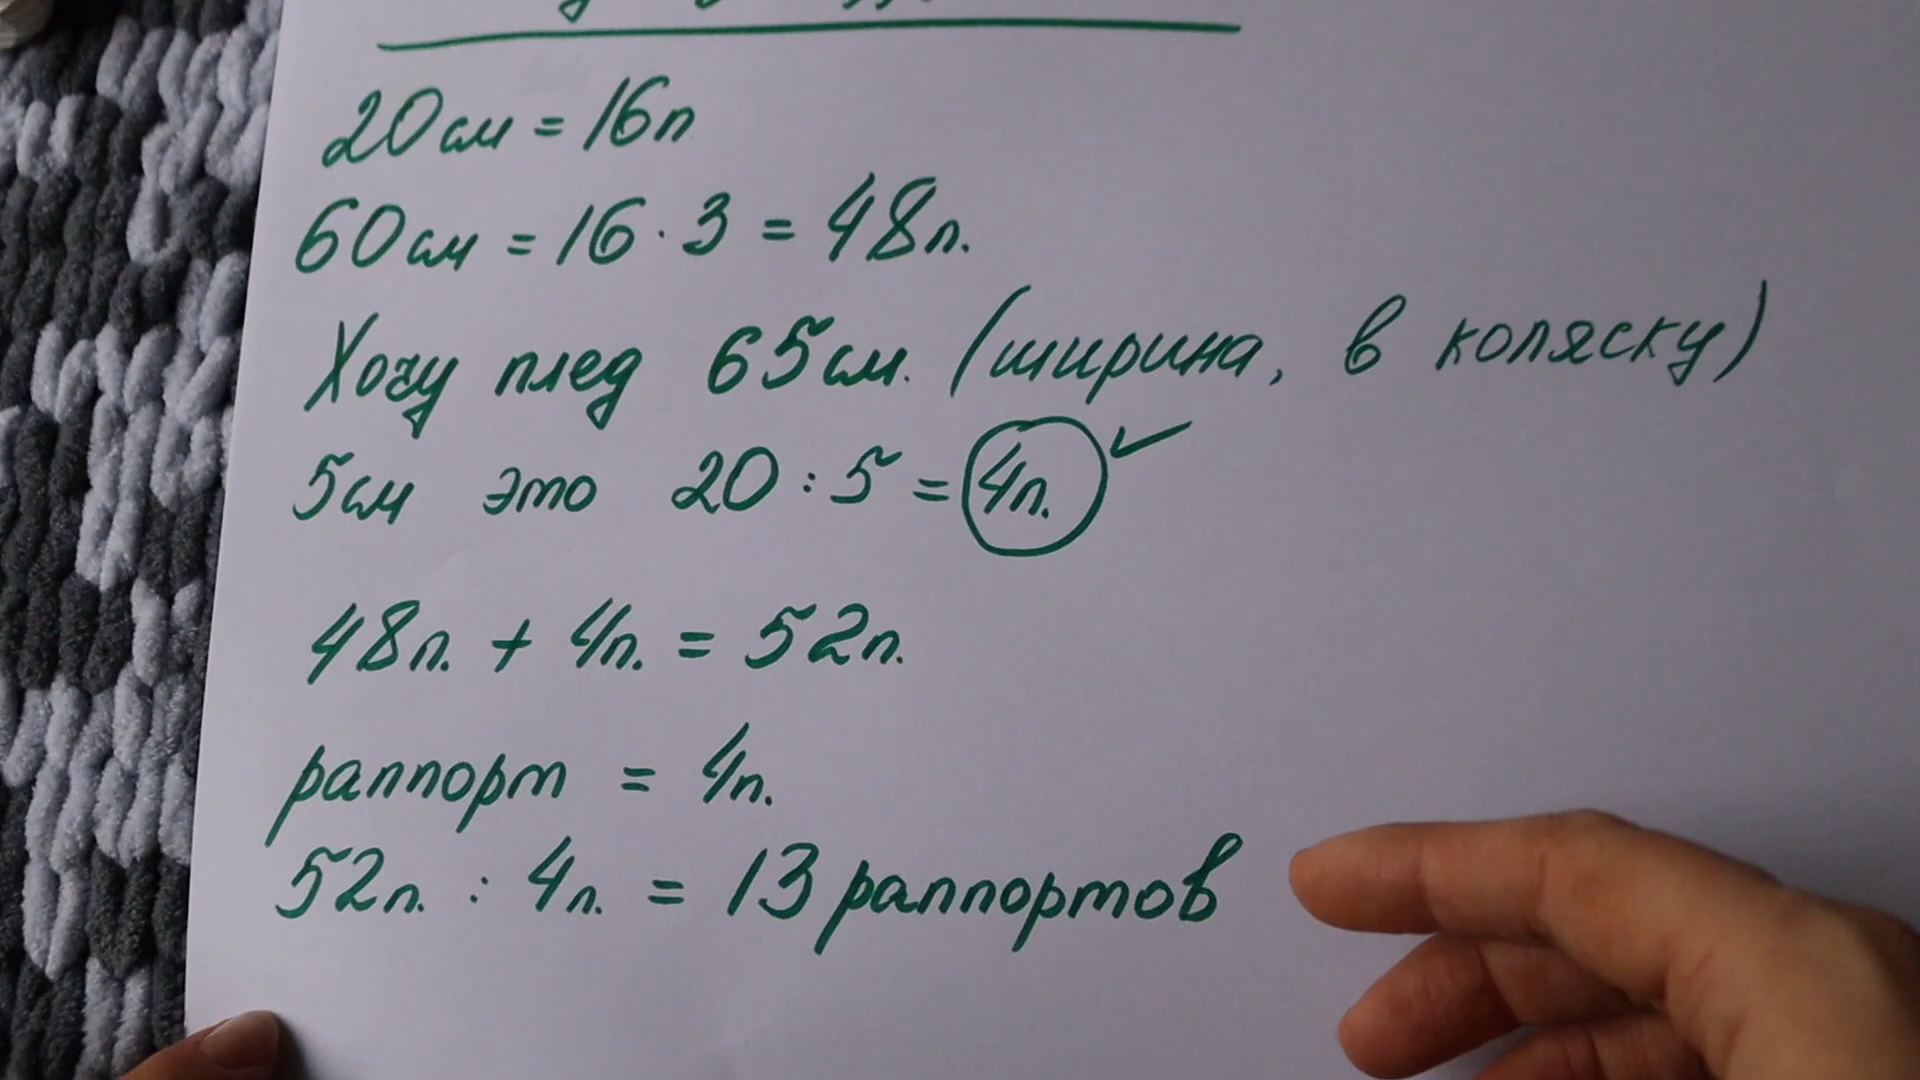 20см = 16п
60см = 16 · 3 = 48п.
Хочу плед 65см. (ширина, в коляску)
5см это 20 : 5 = 4п. ✓
48п. + 4п. = 52п.
раппорт = 4п.
52п. : 4п. = 13 раппортов